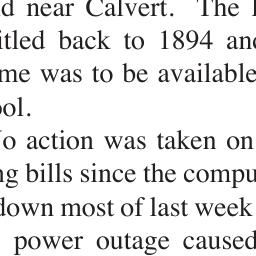 d near Calvert. The
itled back to 1894 and
me was to be available
ool.
No action was taken on
ng bills since the compu
down most of last week
power outage caused